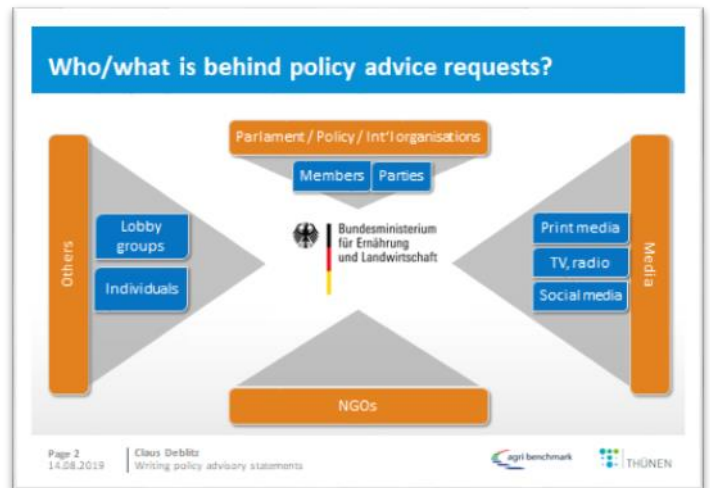 Who/what is behind policy advice requests?
Parlament / Policy / Int'l organisations
Members
Parties
Others
Lobby
groups
Individuals
Bundesministerium
für Ernährung
und Landwirtschaft
Print media
TV, radio
Social media
Media
NGOs
Page 2
14.08.2019
Claus Deblitz
Writing policy advisory statements
agri benchmark
THÜNEN